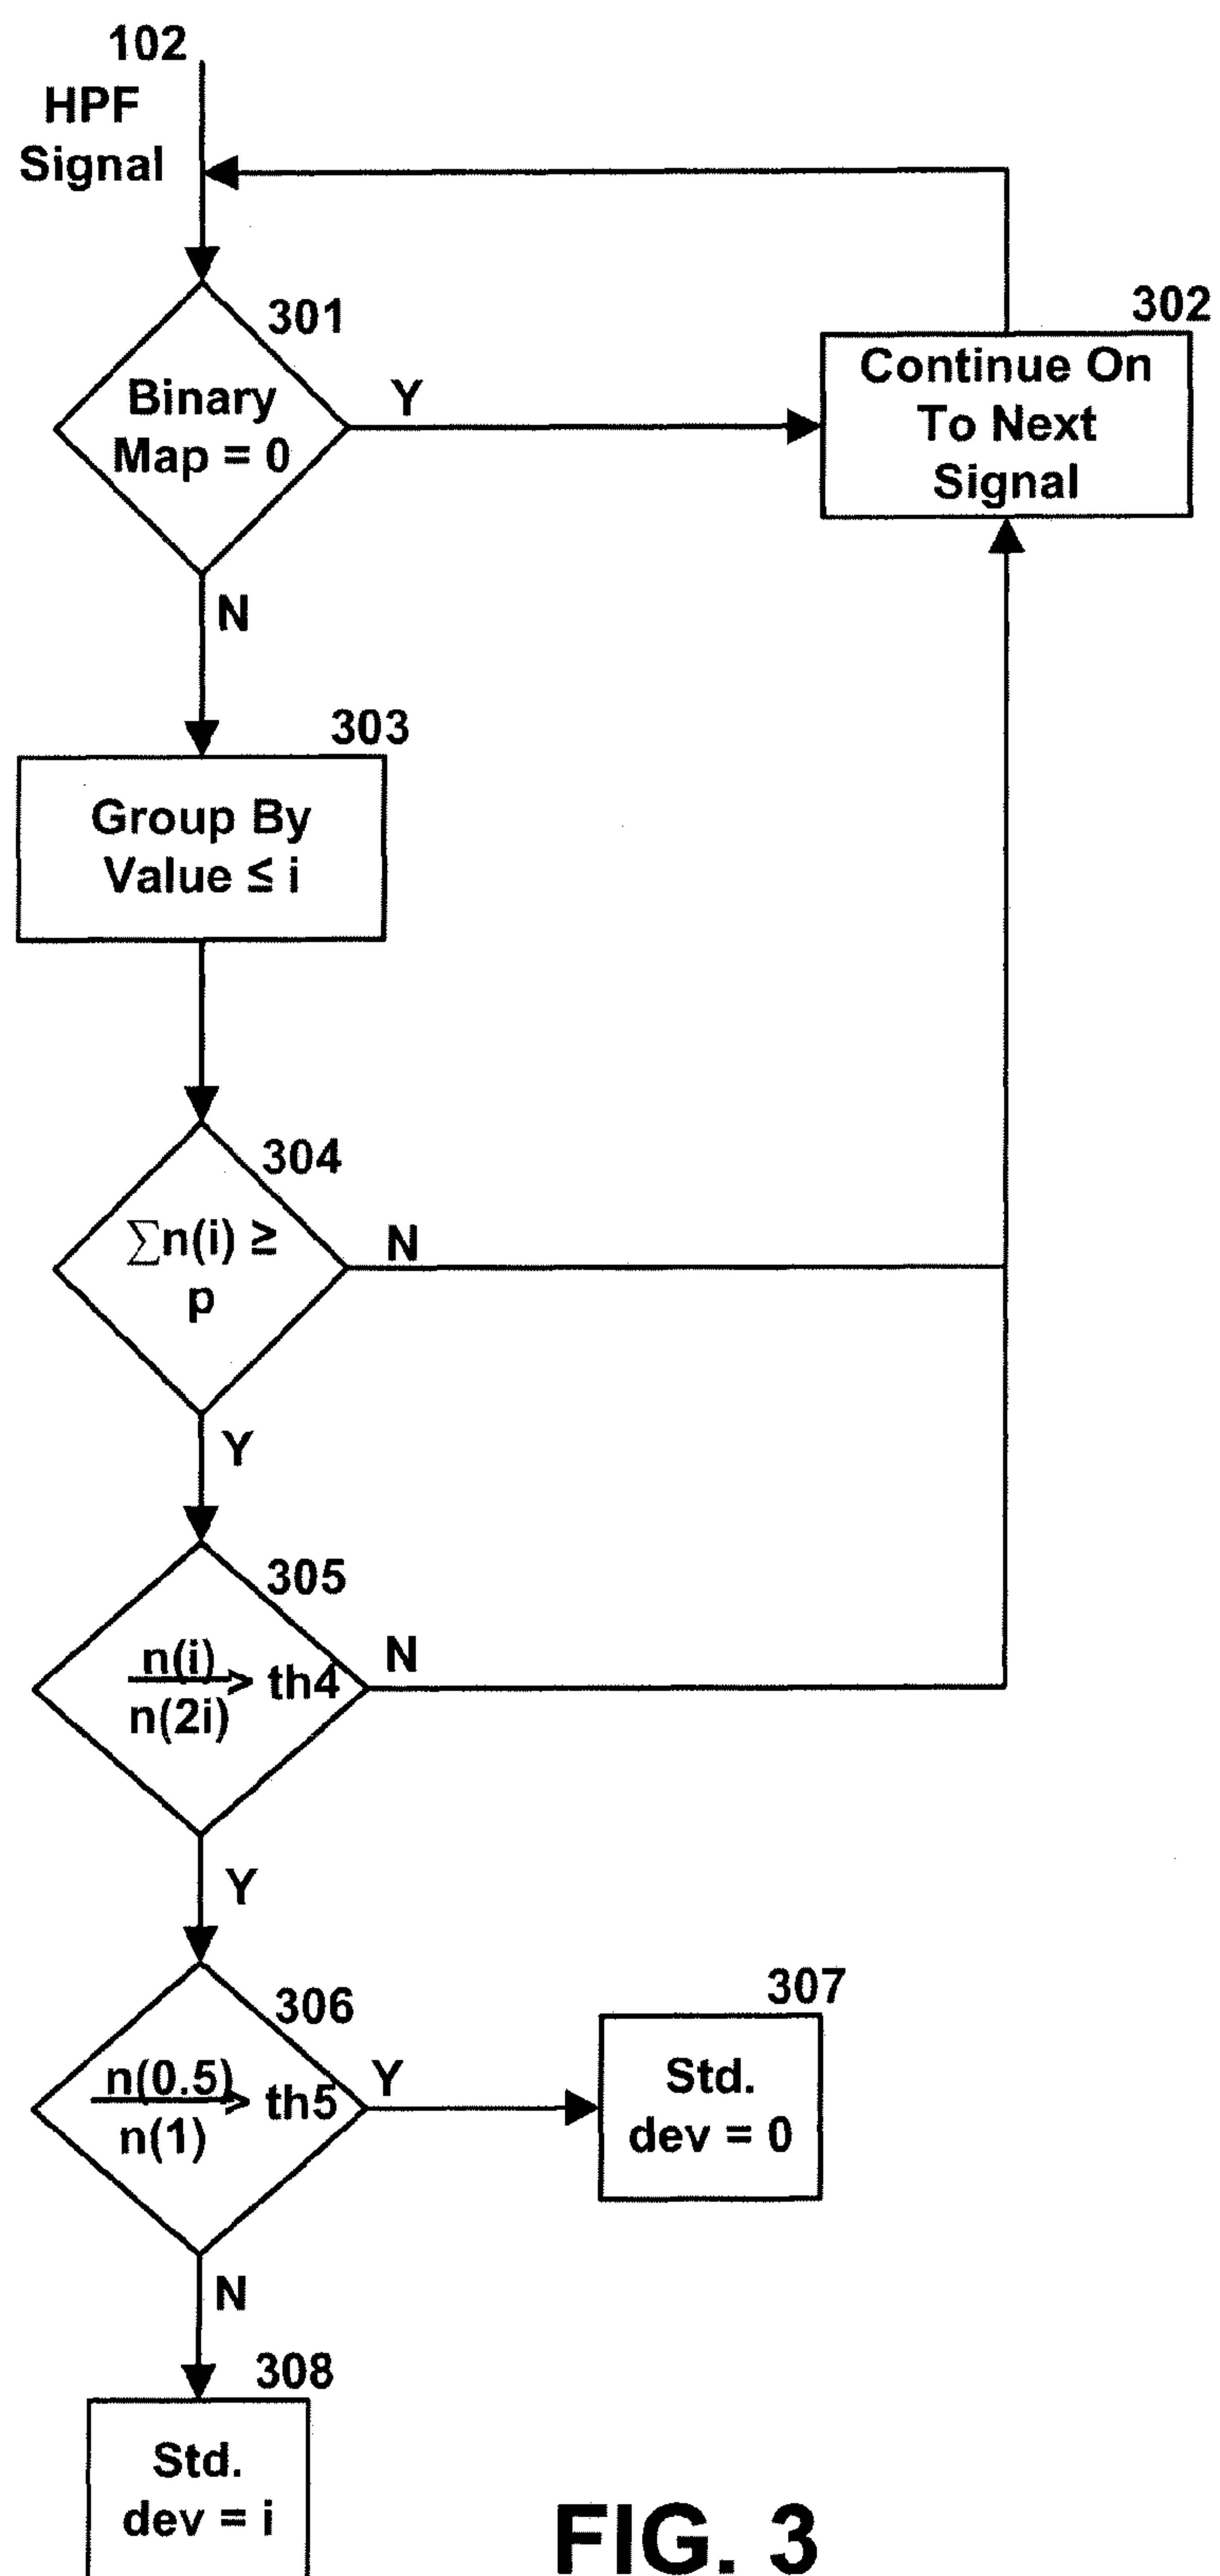 102
HPF
Signal
301
Binary
Map = 0
Y
N
302
Continue On
To Next
Signal
303
Group By
Value ≤ i
304
∑n(i) ≥
p
N
Y
305
n(i)
> th4
n(2i)
N
Y
306
n(0.5)
> th5
n(1)
Y
N
307
Std.
dev = 0
308
Std.
dev = i
FIG. 3